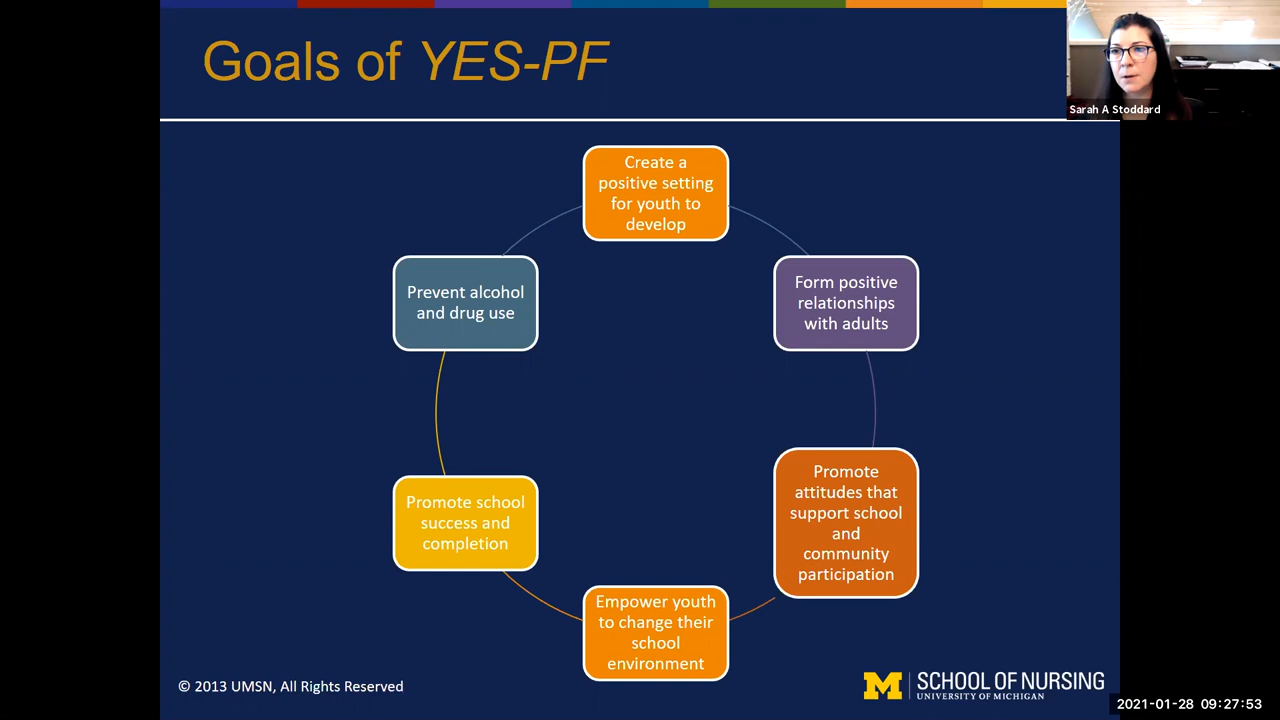 Goals of YES-PF
Sarah A Stoddard
Create a
positive setting
for youth to
develop
Form positive
relationships
with adults
Promote
attitudes that
support school
and
community
participation
Empower youth
to change their
school
environment
Promote school
success and
completion
Prevent alcohol
and drug use
© 2013 UMSN, All Rights Reserved
M SCHOOL OF NURSING
UNIVERSITY OF MICHIGAN
2021-01-28 09:27:53